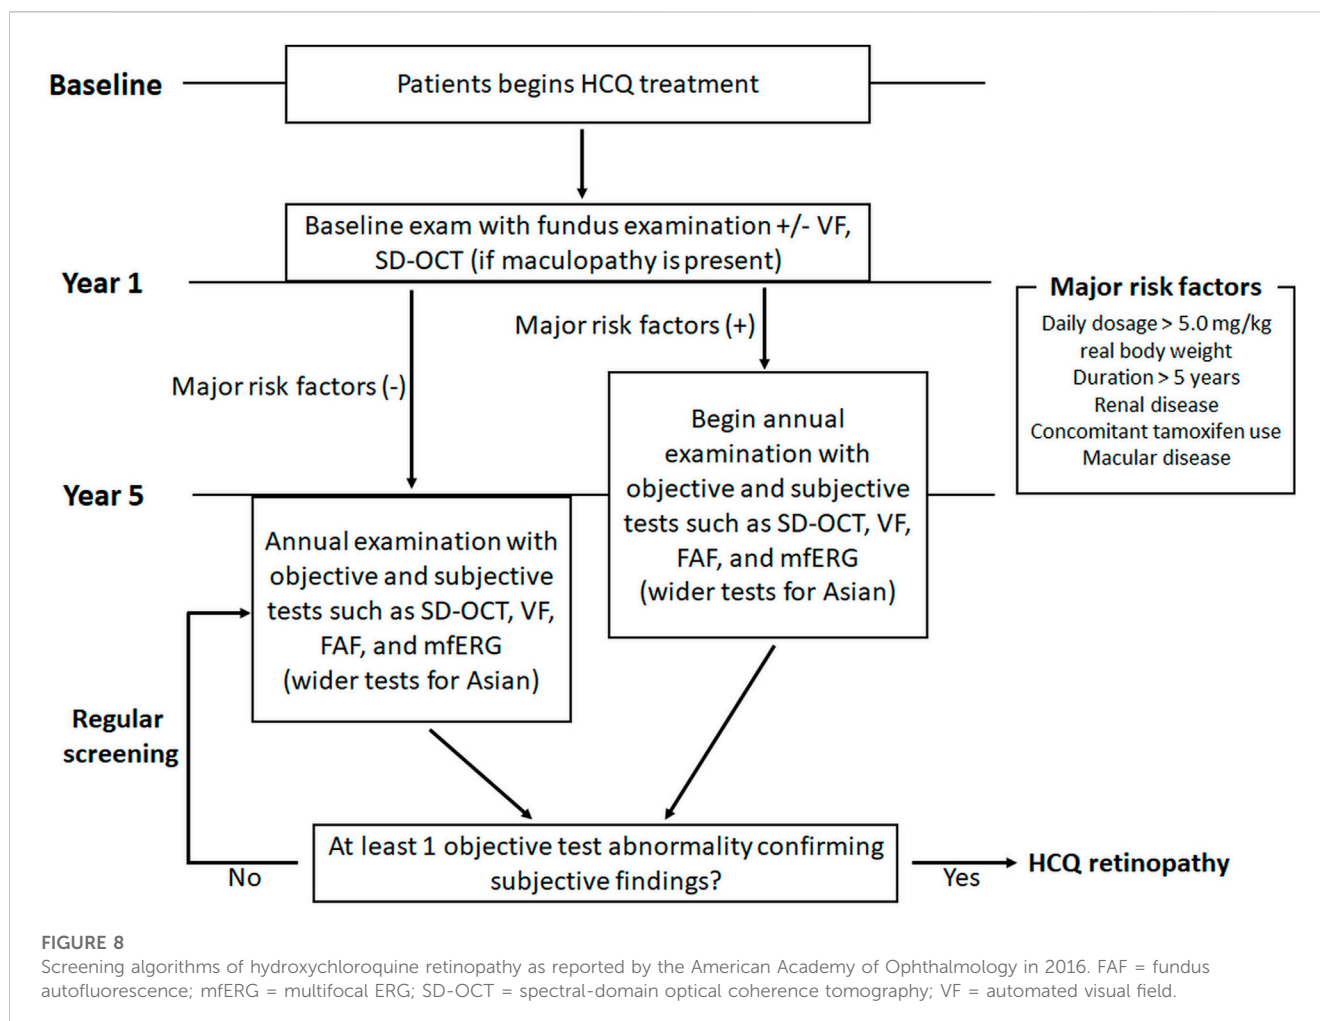 Baseline
Patients begins HCQ treatment
Baseline exam with fundus examination +/- VF,
SD-OCT (if maculopathy is present)
Year 1
Major risk factors (+)
Major risk factors (-)
Major risk factors
Daily dosage > 5.0 mg/kg
real body weight
Duration > 5 years
Renal disease
Concomitant tamoxifen use
Macular disease
Begin annual
examination with
objective and subjective
tests such as SD-OCT, VF,
FAF, and mfERG
(wider tests for Asian)
Year 5
Annual examination with
objective and subjective
tests such as SD-OCT, VF,
FAF, and mfERG
(wider tests for Asian)
Regular
screening
At least 1 objective test abnormality confirming
subjective findings?
No
Yes
HCQ retinopathy
FIGURE 8
Screening algorithms of hydroxychloroquine retinopathy as reported by the American Academy of Ophthalmology in 2016. FAF = fundus
autofluorescence; mfERG = multifocal ERG; SD-OCT = spectral-domain optical coherence tomography; VF = automated visual field.